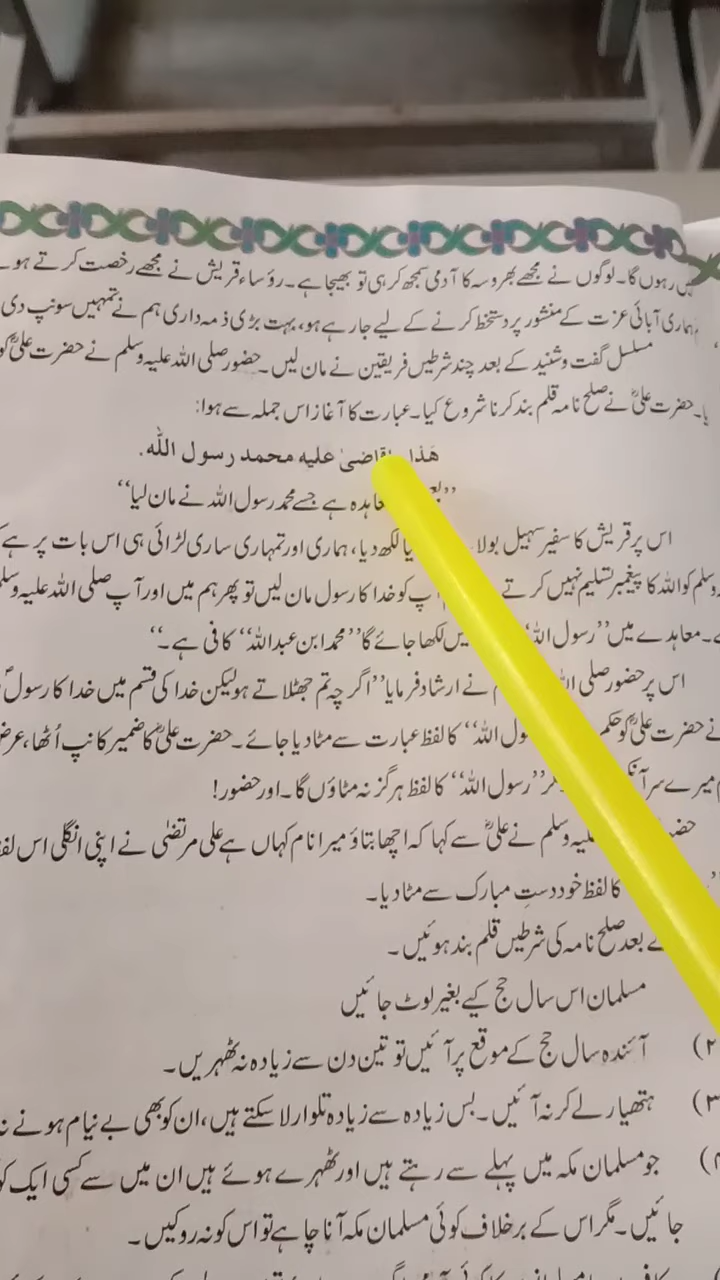 رہوں گا۔ لوگوں نے مجھے بھروسہ کا آدمی سمجھ کر ہی تو بھیجا ہے۔ رؤساء قریش نے مجھے رخصت کرتے ہو
ہماری آبائی عزت کے منشور پر دستخط کرنے کے لیے جا رہے ہو، بہت بڑی ذمہ داری ہم نے تمہیں سونپ دی
مسلسل گفت و شنید کے بعد چند شرطیں فریقین نے مان لیں۔ حضور صلی اللہ علیہ وسلم نے حضرت علیؓ کو
یا۔ حضرت علیؓ نے صلح نامہ قلم بند کرنا شروع کیا۔ عبارت کا آغاز اس جملہ سے ہوا:
هٰذا قاضیٰ علیه محمد رسول الله.
معاہدہ ہے جسے محمد رسول اللہ نے مان لیا‘‘
اس پر قریش کا سفیر سہیل بولا لکھ دیا، ہماری اور تمہاری ساری لڑائی ہی اس بات پر ہے
وسلم کو اللہ کا پیغمبر تسلیم نہیں کرتے پ کو خدا کا رسول مان لیں تو پھر ہم میں اور آپ صلی اللہ علیہ وسلم
ے۔ معاہدے میں ’’رسول اللہ‘‘ لکھا جائے گا ’’محمد ابن عبداللہ‘‘ کافی ہے۔‘‘
اس پر حضور صلی نے ارشاد فرمایا ’’اگرچہ تم جھٹلاتے ہو لیکن خدا کی قسم میں خدا کا رسول
نے حضرت علیؓ کو حکم اللہ‘‘ کا لفظ عبارت سے مٹا دیا جائے۔ حضرت علیؓ کا ضمیر کانپ اُٹھا، عرض
میرے سر آنکھوں ’’رسول اللہ‘‘ کا لفظ ہرگز نہ مٹاؤں گا۔ اور حضور!
علیہ وسلم نے علیؓ سے کہا کہ اچھا بتاؤ میرا نام کہاں ہے علی مرتضیٰ نے اپنی انگلی اس لفظ
کا لفظ خود دستِ مبارک سے مٹا دیا۔
بعد صلح نامہ کی شرطیں قلم بند ہوئیں۔
مسلمان اس سال حج کیے بغیر لوٹ جائیں
۲) آئندہ سال حج کے موقع پر آئیں تو تین دن سے زیادہ نہ ٹھہریں۔
۳) ہتھیار لے کر نہ آئیں۔ بس زیادہ سے زیادہ تلوار لا سکتے ہیں، ان کو بھی بے نیام ہونے نہ
جو مسلمان مکہ میں پہلے سے رہتے ہیں اور ٹھہرے ہوئے ہیں ان میں سے کسی ایک کو
جائیں۔ مگر اس کے برخلاف کوئی مسلمان مکہ آنا چاہے تو اس کو نہ روکیں۔